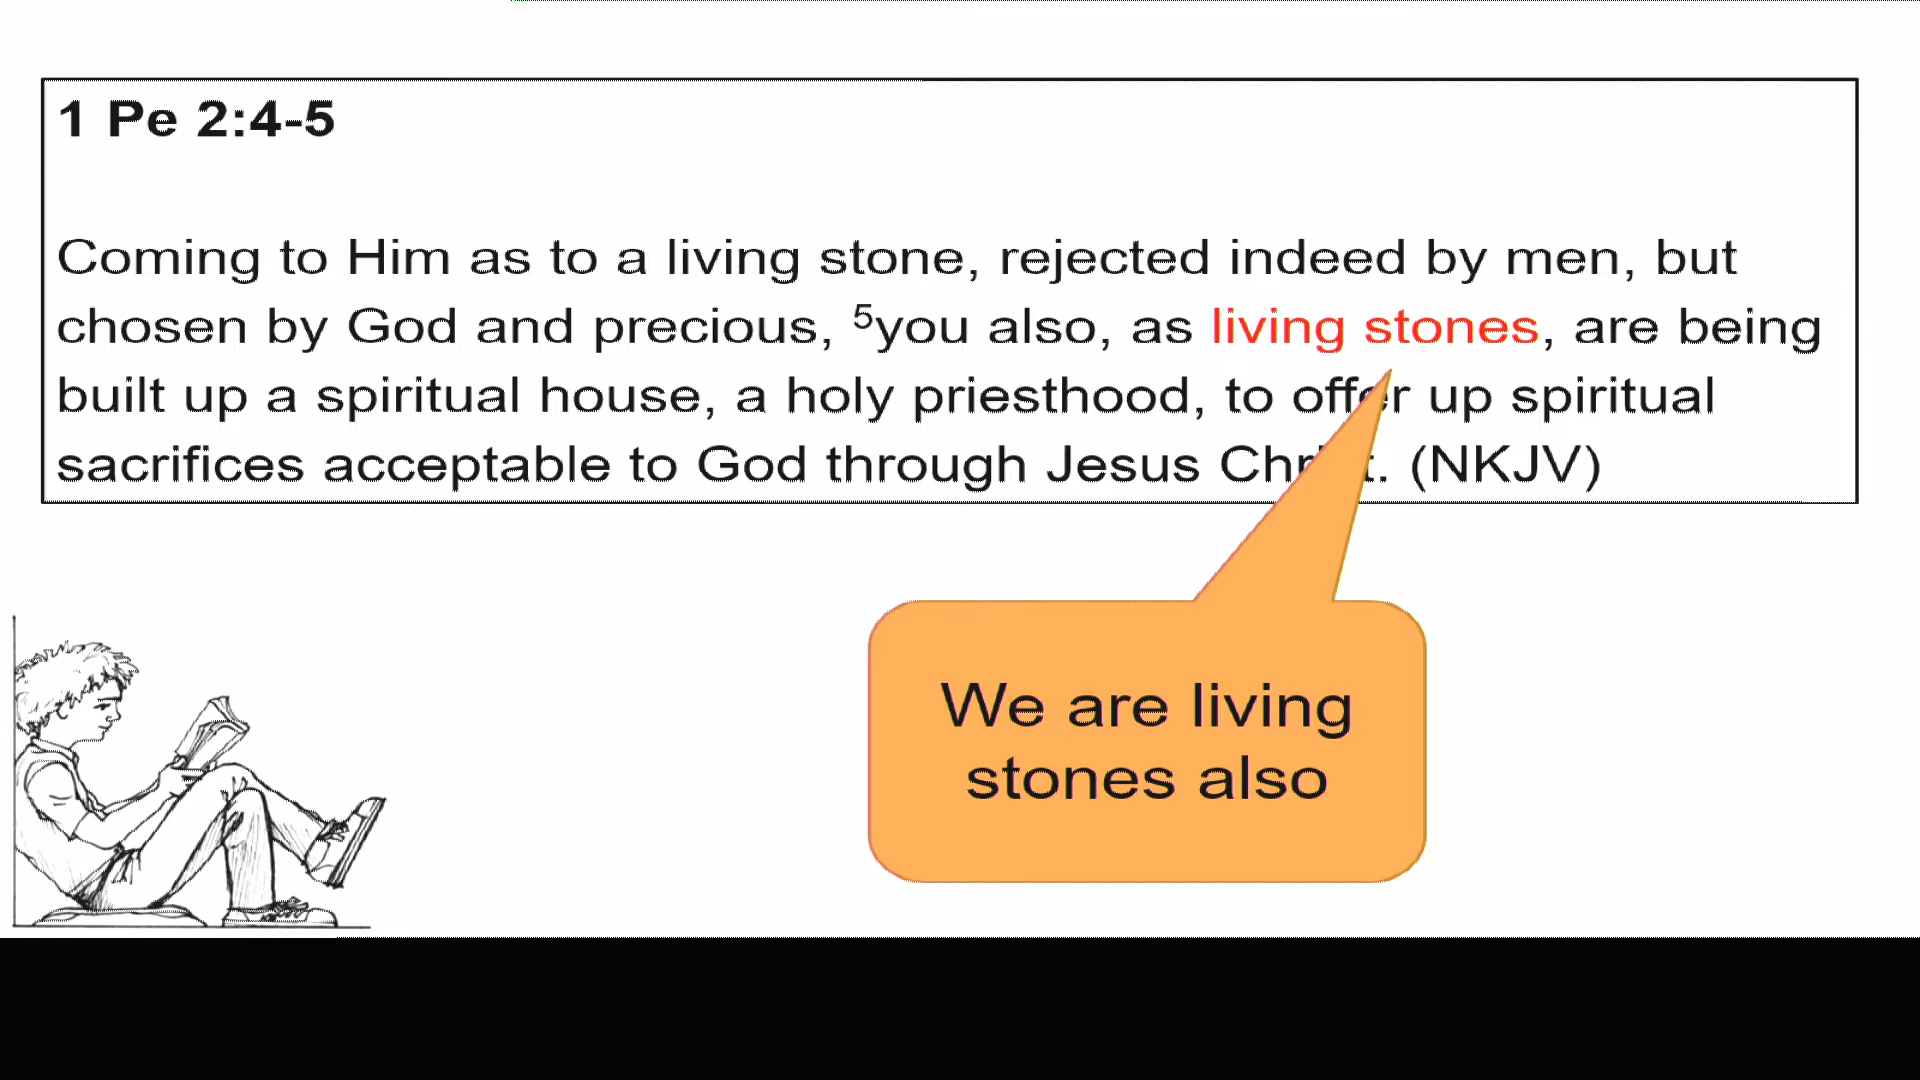 1 Pe 2:4-5
Coming to Him as to a living stone, rejected indeed by men, but
chosen by God and precious, ⁵you also, as living stones, are being
built up a spiritual house, a holy priesthood, to offer up spiritual
sacrifices acceptable to God through Jesus Christ. (NKJV)
We are living
stones also